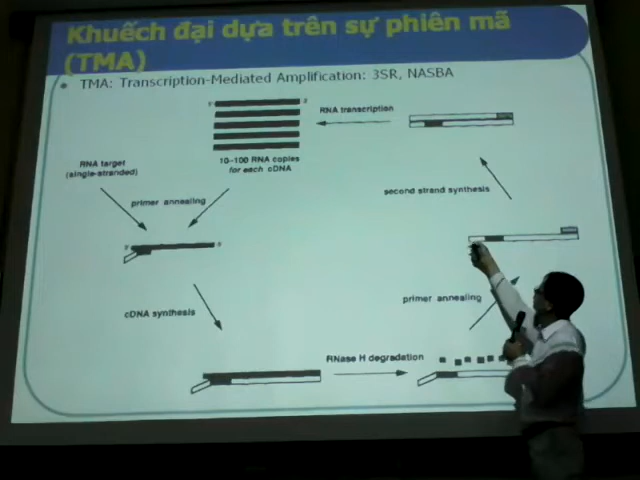 Khuếch đại dựa trên sự phiên mã
(TMA)
TMA: Transcription-Mediated Amplification: 3SR, NASBA
RNA transcription
10-100 RNA copies
for each cDNA
RNA target
(single-stranded)
primer annealing
second strand synthesis
cDNA synthesis
primer annealing
RNase H degradation